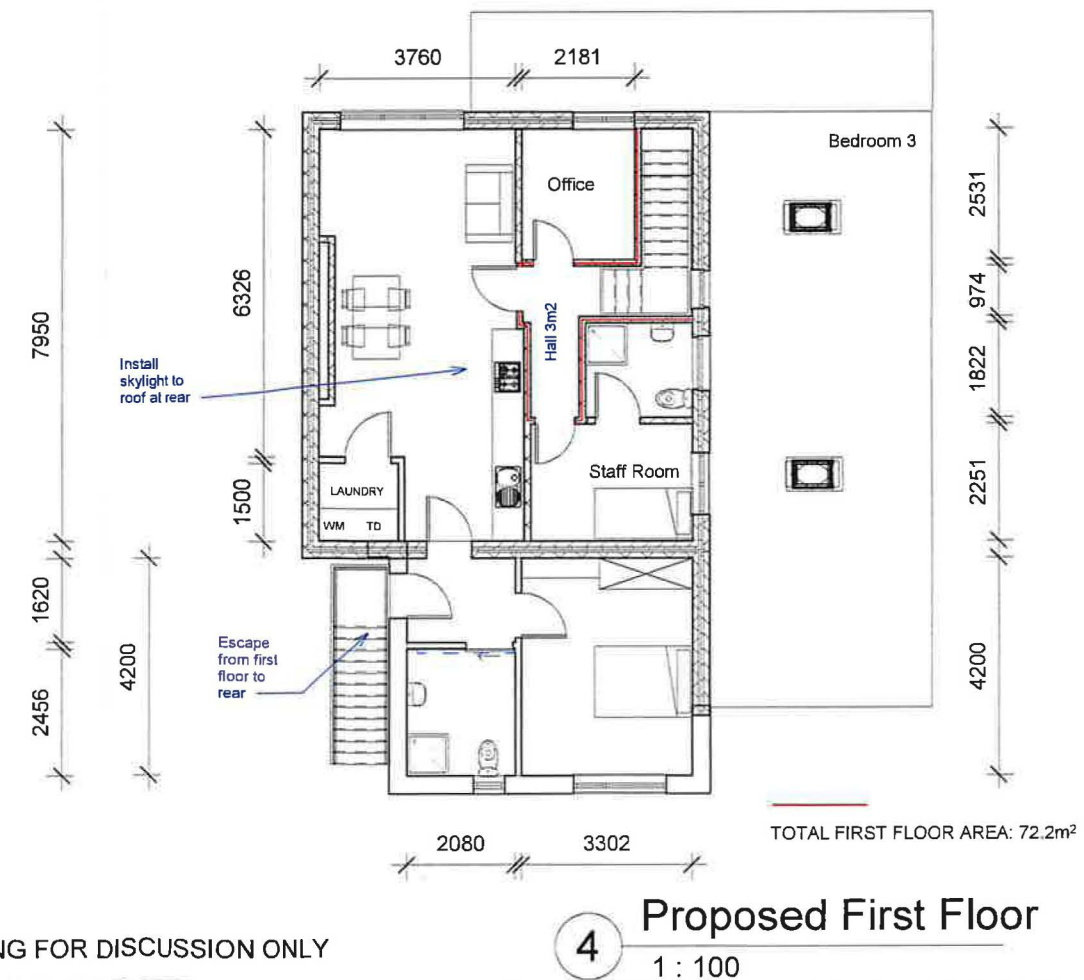 3760
2181
Bedroom 3
Office
2531
974
1822
2251
7950
6326
1500
Hall 3m2
Install
skylight to
roof at rear
Staff Room
LAUNDRY
WM TD
1620
2456
4200
4200
Escape
from first
floor to
rear
2080
3302
TOTAL FIRST FLOOR AREA: 72.2m²
4
Proposed First Floor
1 : 100
NG FOR DISCUSSION ONLY